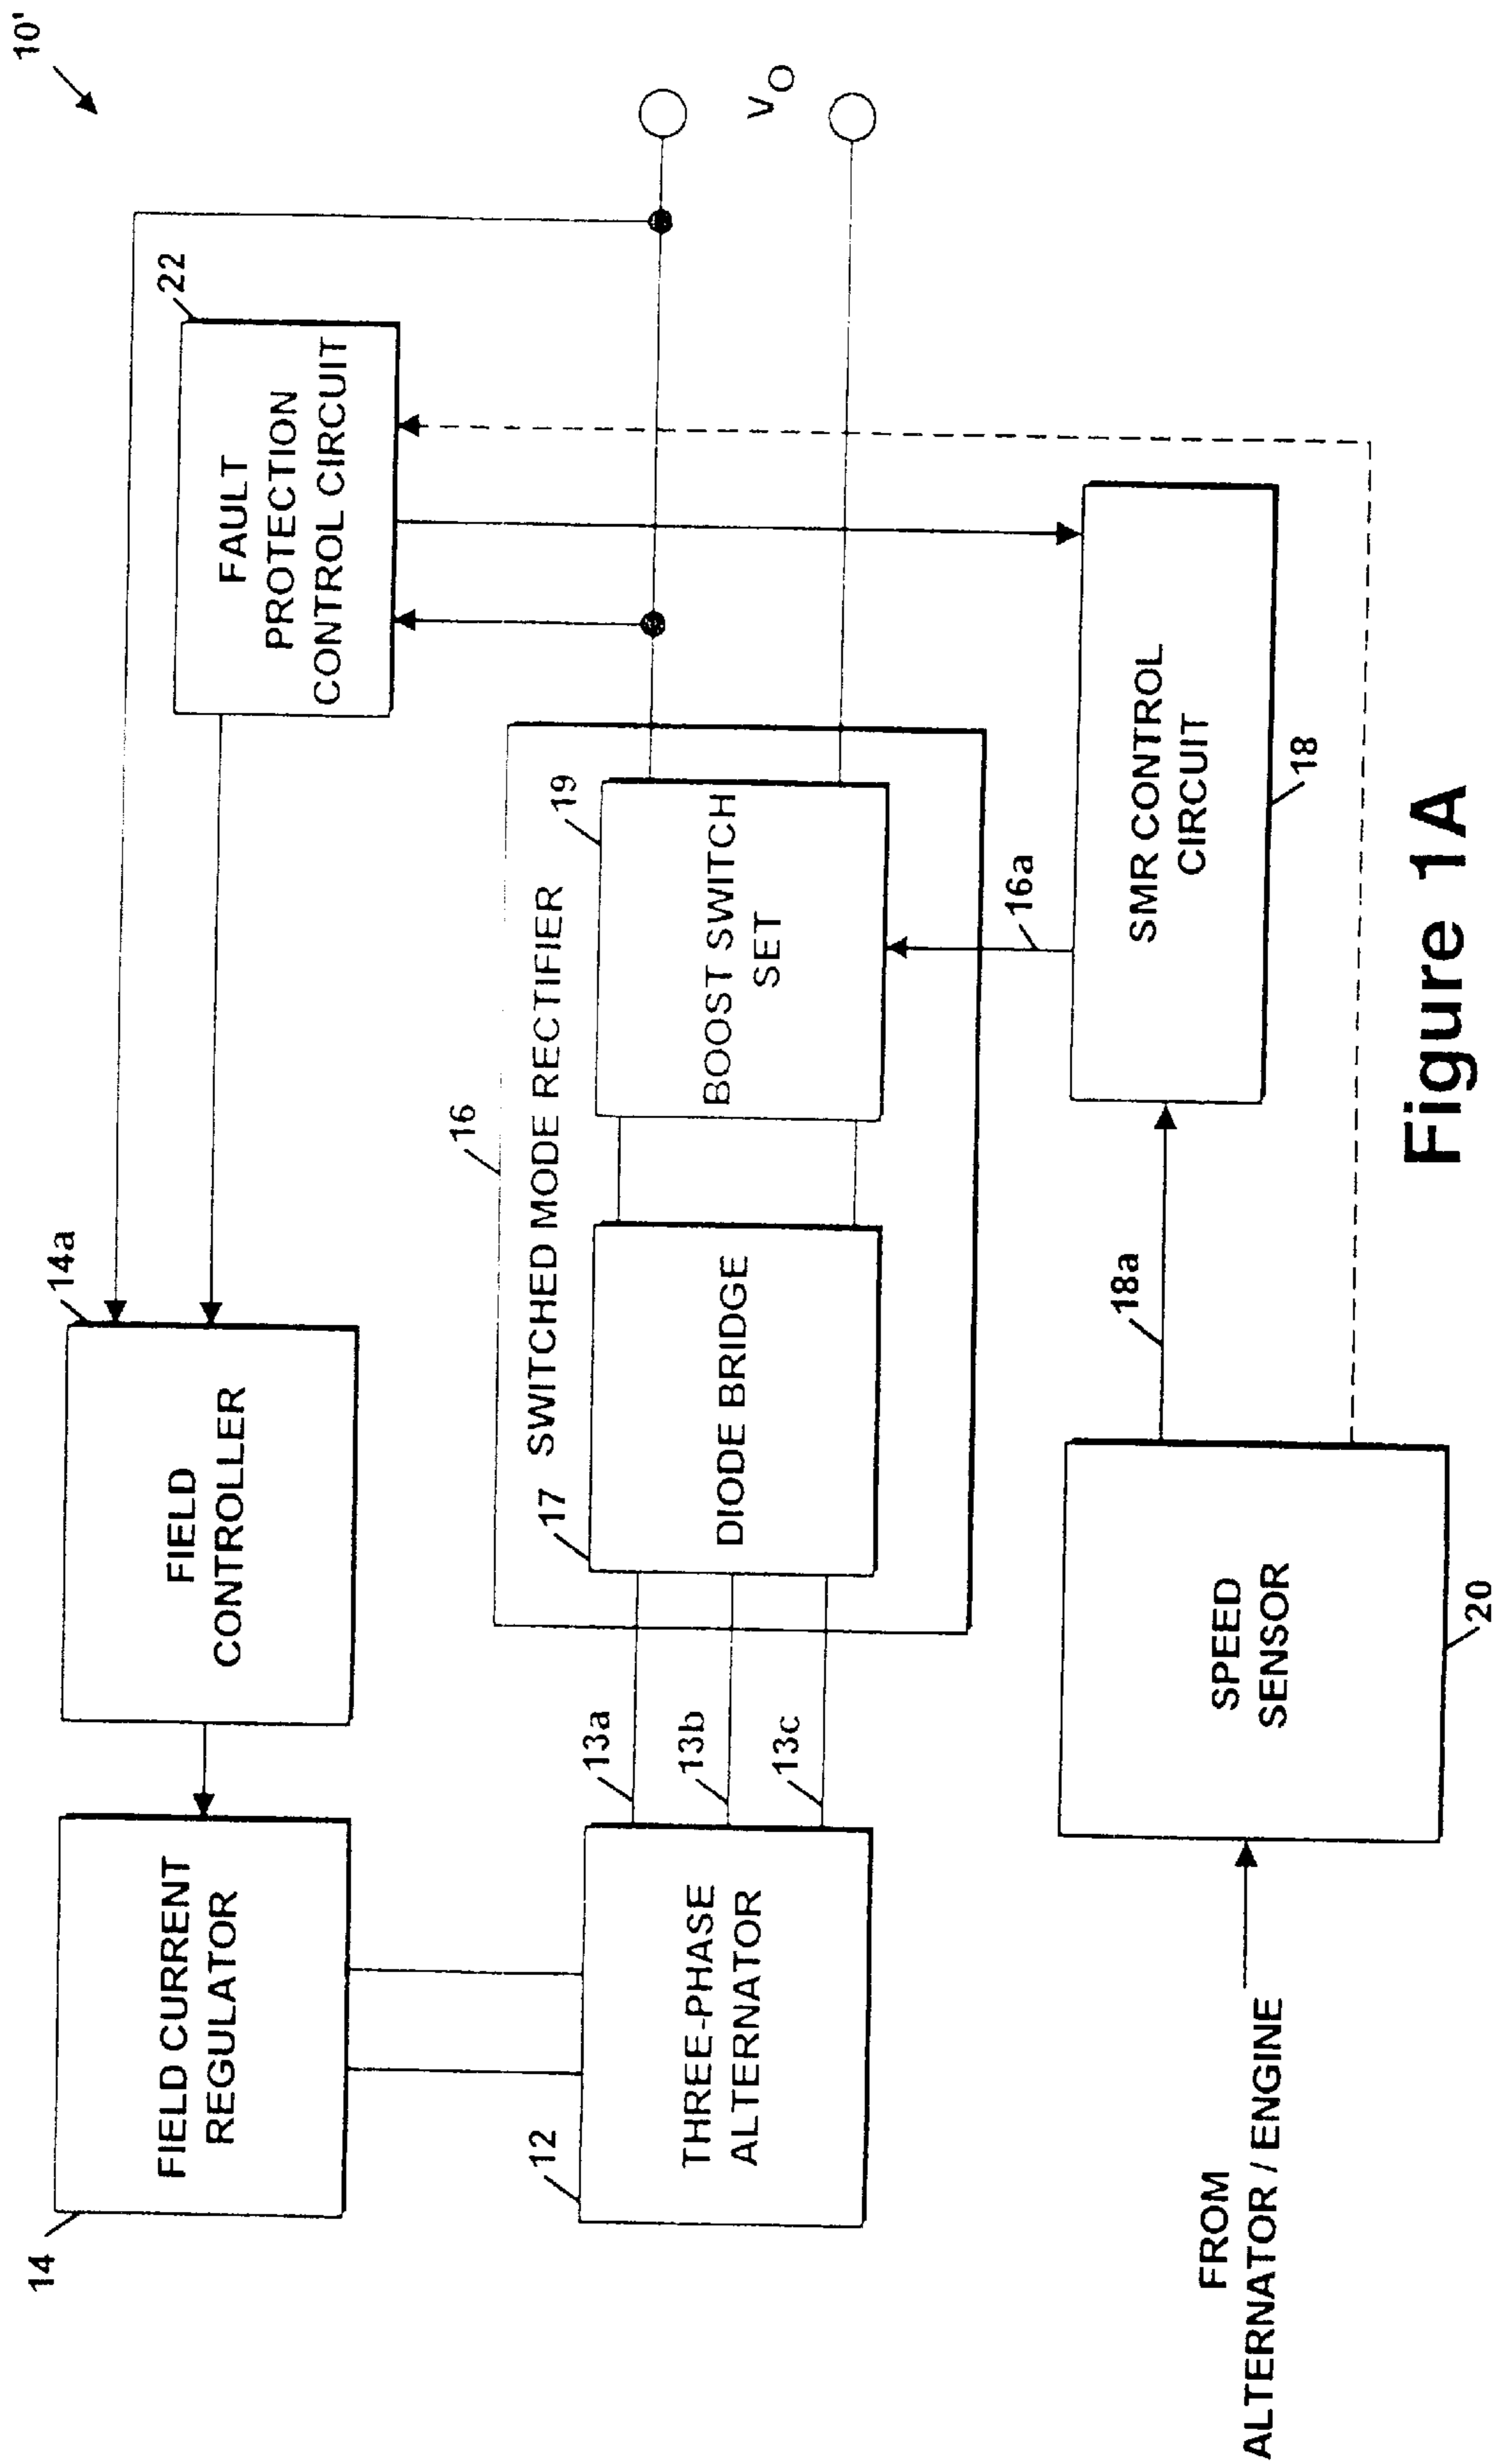 10'
14
FIELD CURRENT
REGULATOR
14a
FIELD
CONTROLLER
22
FAULT
PROTECTION
CONTROL CIRCUIT
12
THREE-PHASE
ALTERNATOR
13a
13b
13c
16
SWITCHED MODE RECTIFIER
17
DIODE BRIDGE
19
BOOST SWITCH
SET
VO
16a
FROM
ALTERNATOR / ENGINE
SPEED
SENSOR
20
18a
SMR CONTROL
CIRCUIT
18
Figure 1A